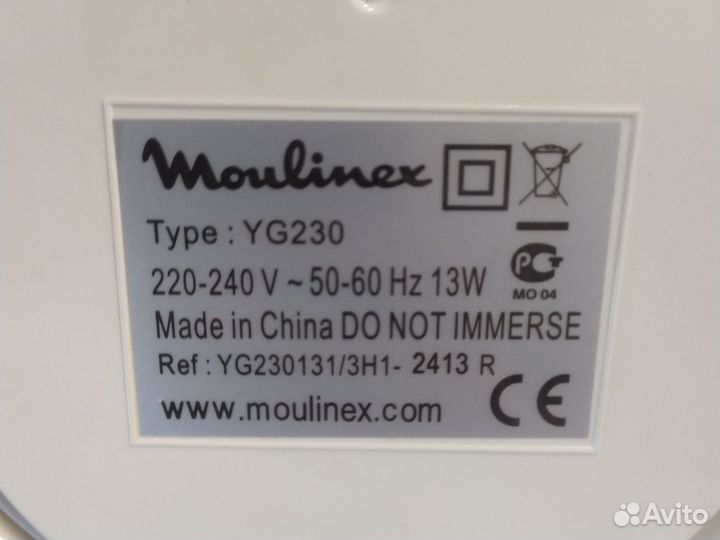 Moulinex
Type : YG230
220-240 V ~ 50-60 Hz 13W
РСТ
MO 04
Made in China DO NOT IMMERSE
Ref : YG230131/3H1- 2413 R
www.moulinex.com
CE
Avito